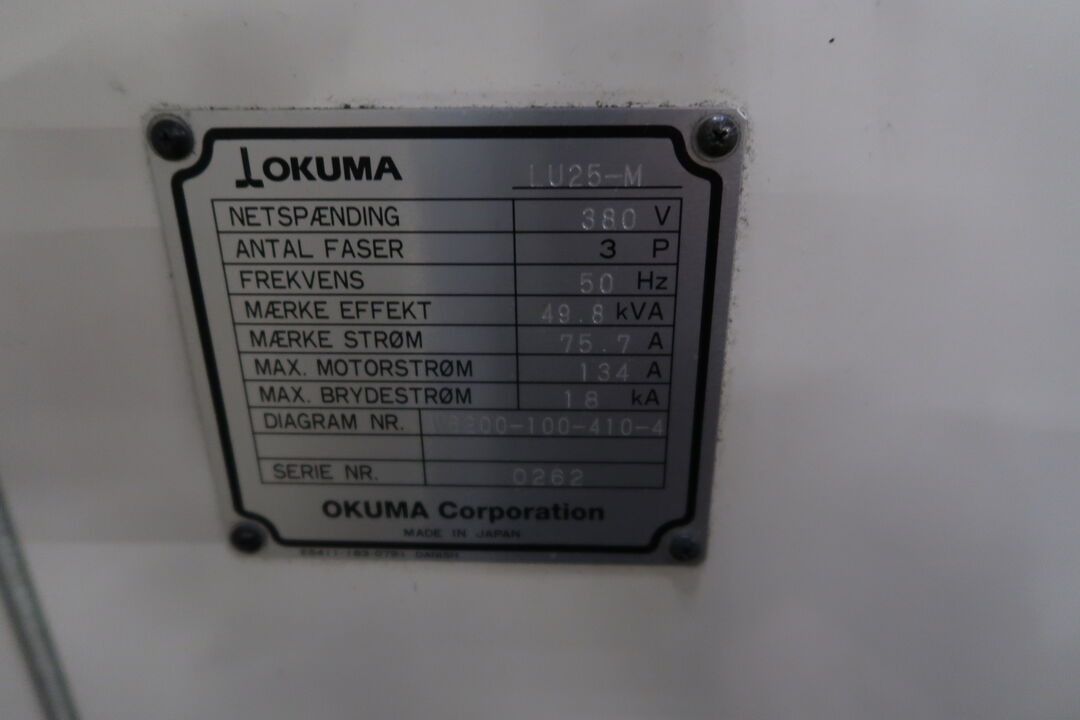 OKUMA LU25-M
NETSPÆNDING 380 V
ANTAL FASER 3 P
FREKVENS 50 Hz
MÆRKE EFFEKT 49.8 kVA
MÆRKE STRØM 75.7 A
MAX. MOTORSTRØM 134 A
MAX. BRYDESTRØM 18 kA
DIAGRAM NR.
SERIE NR. 0262
OKUMA Corporation
MADE IN JAPAN
DANISH